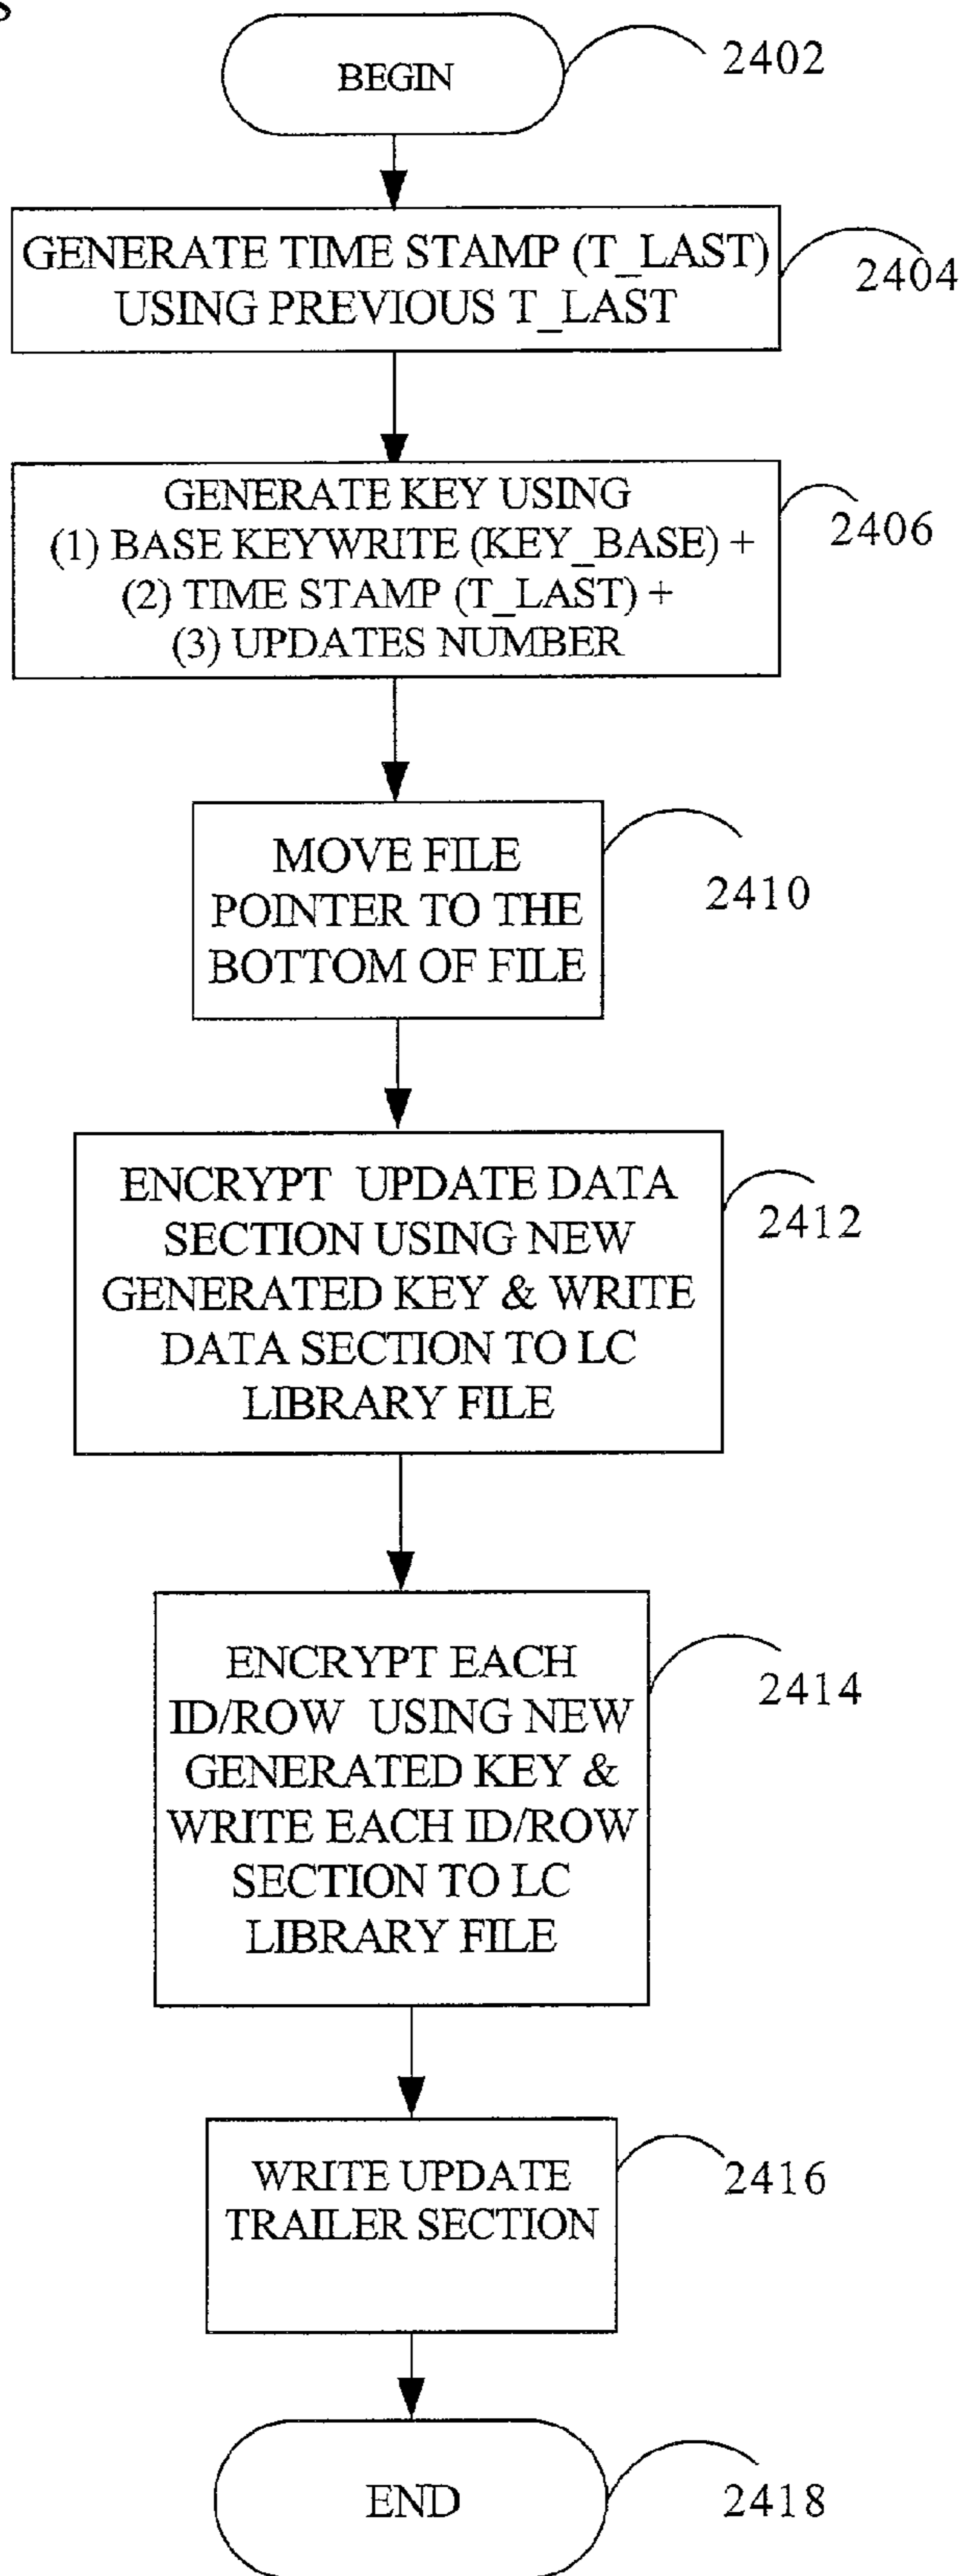 BEGIN
2402
GENERATE TIME STAMP (T_LAST)
USING PREVIOUS T_LAST
2404
GENERATE KEY USING
(1) BASE KEYWRITE (KEY_BASE) +
(2) TIME STAMP (T_LAST) +
(3) UPDATES NUMBER
2406
MOVE FILE
POINTER TO THE
BOTTOM OF FILE
2410
ENCRYPT UPDATE DATA
SECTION USING NEW
GENERATED KEY & WRITE
DATA SECTION TO LC
LIBRARY FILE
2412
ENCRYPT EACH
ID/ROW USING NEW
GENERATED KEY &
WRITE EACH ID/ROW
SECTION TO LC
LIBRARY FILE
2414
WRITE UPDATE
TRAILER SECTION
2416
END
2418